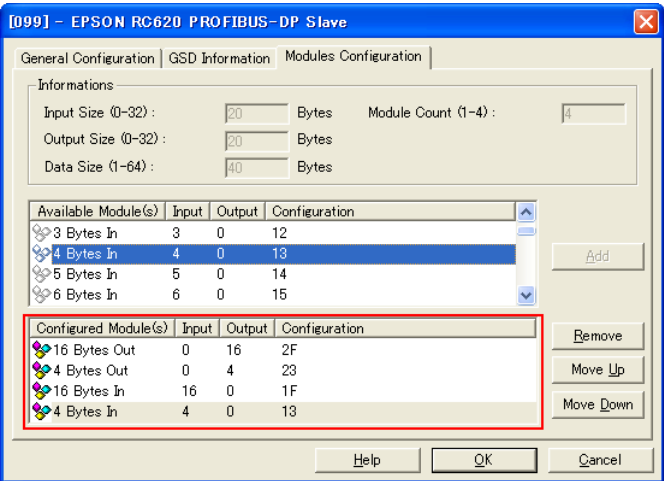 [099] - EPSON RC620 PROFIBUS-DP Slave
General Configuration GSD Information Modules Configuration
Informations
Input Size (0-32) : 20 Bytes Module Count (1-4) : 4
Output Size (0-32) : 20 Bytes
Data Size (1-64) : 40 Bytes
Available Module(s) Input Output Configuration
3 Bytes In 3 0 12
4 Bytes In 4 0 13
5 Bytes In 5 0 14
6 Bytes In 6 0 15
Add
Configured Module(s) Input Output Configuration
16 Bytes Out 0 16 2F
4 Bytes Out 0 4 23
16 Bytes In 16 0 1F
4 Bytes In 4 0 13
Remove
Move Up
Move Down
Help OK Cancel